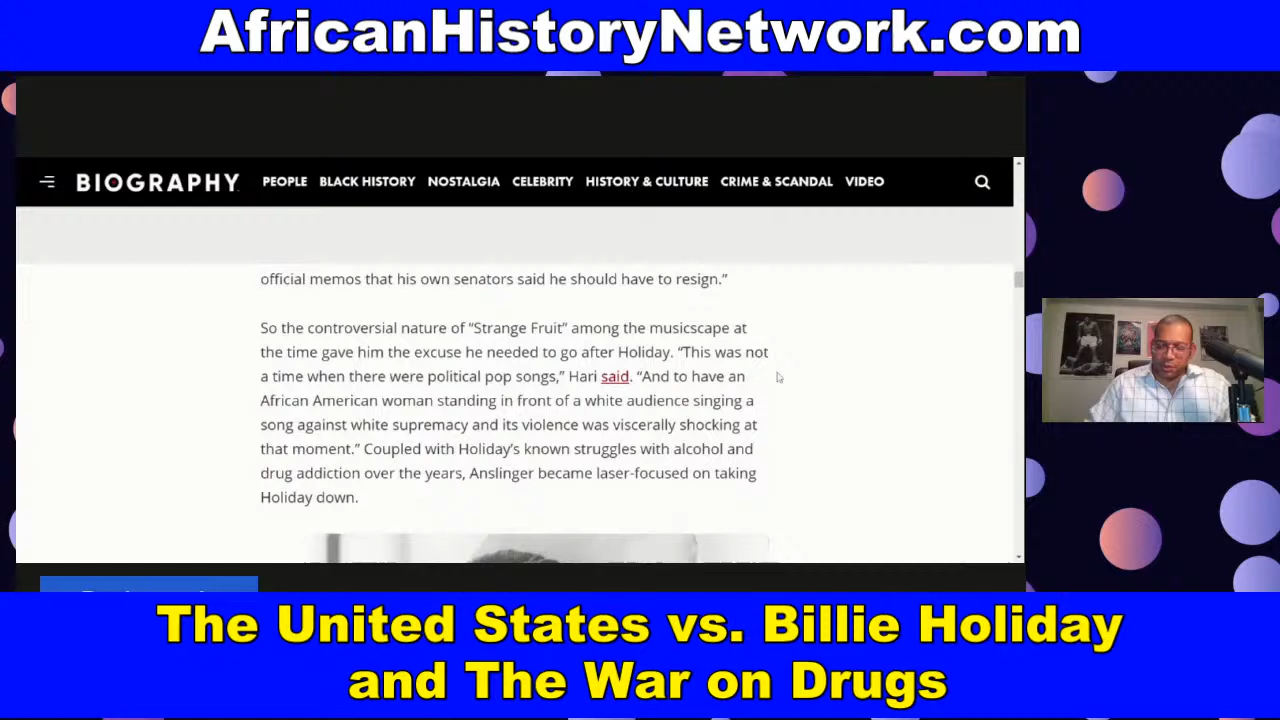 AfricanHistoryNetwork.com
BIOGRAPHY
PEOPLE BLACK HISTORY NOSTALGIA CELEBRITY HISTORY & CULTURE CRIME & SCANDAL VIDEO
official memos that his own senators said he should have to resign.”
So the controversial nature of “Strange Fruit” among the musicscape at
the time gave him the excuse he needed to go after Holiday. “This was not
a time when there were political pop songs,” Hari said. “And to have an
African American woman standing in front of a white audience singing a
song against white supremacy and its violence was viscerally shocking at
that moment.” Coupled with Holiday’s known struggles with alcohol and
drug addiction over the years, Anslinger became laser-focused on taking
Holiday down.
The United States vs. Billie Holiday
and The War on Drugs